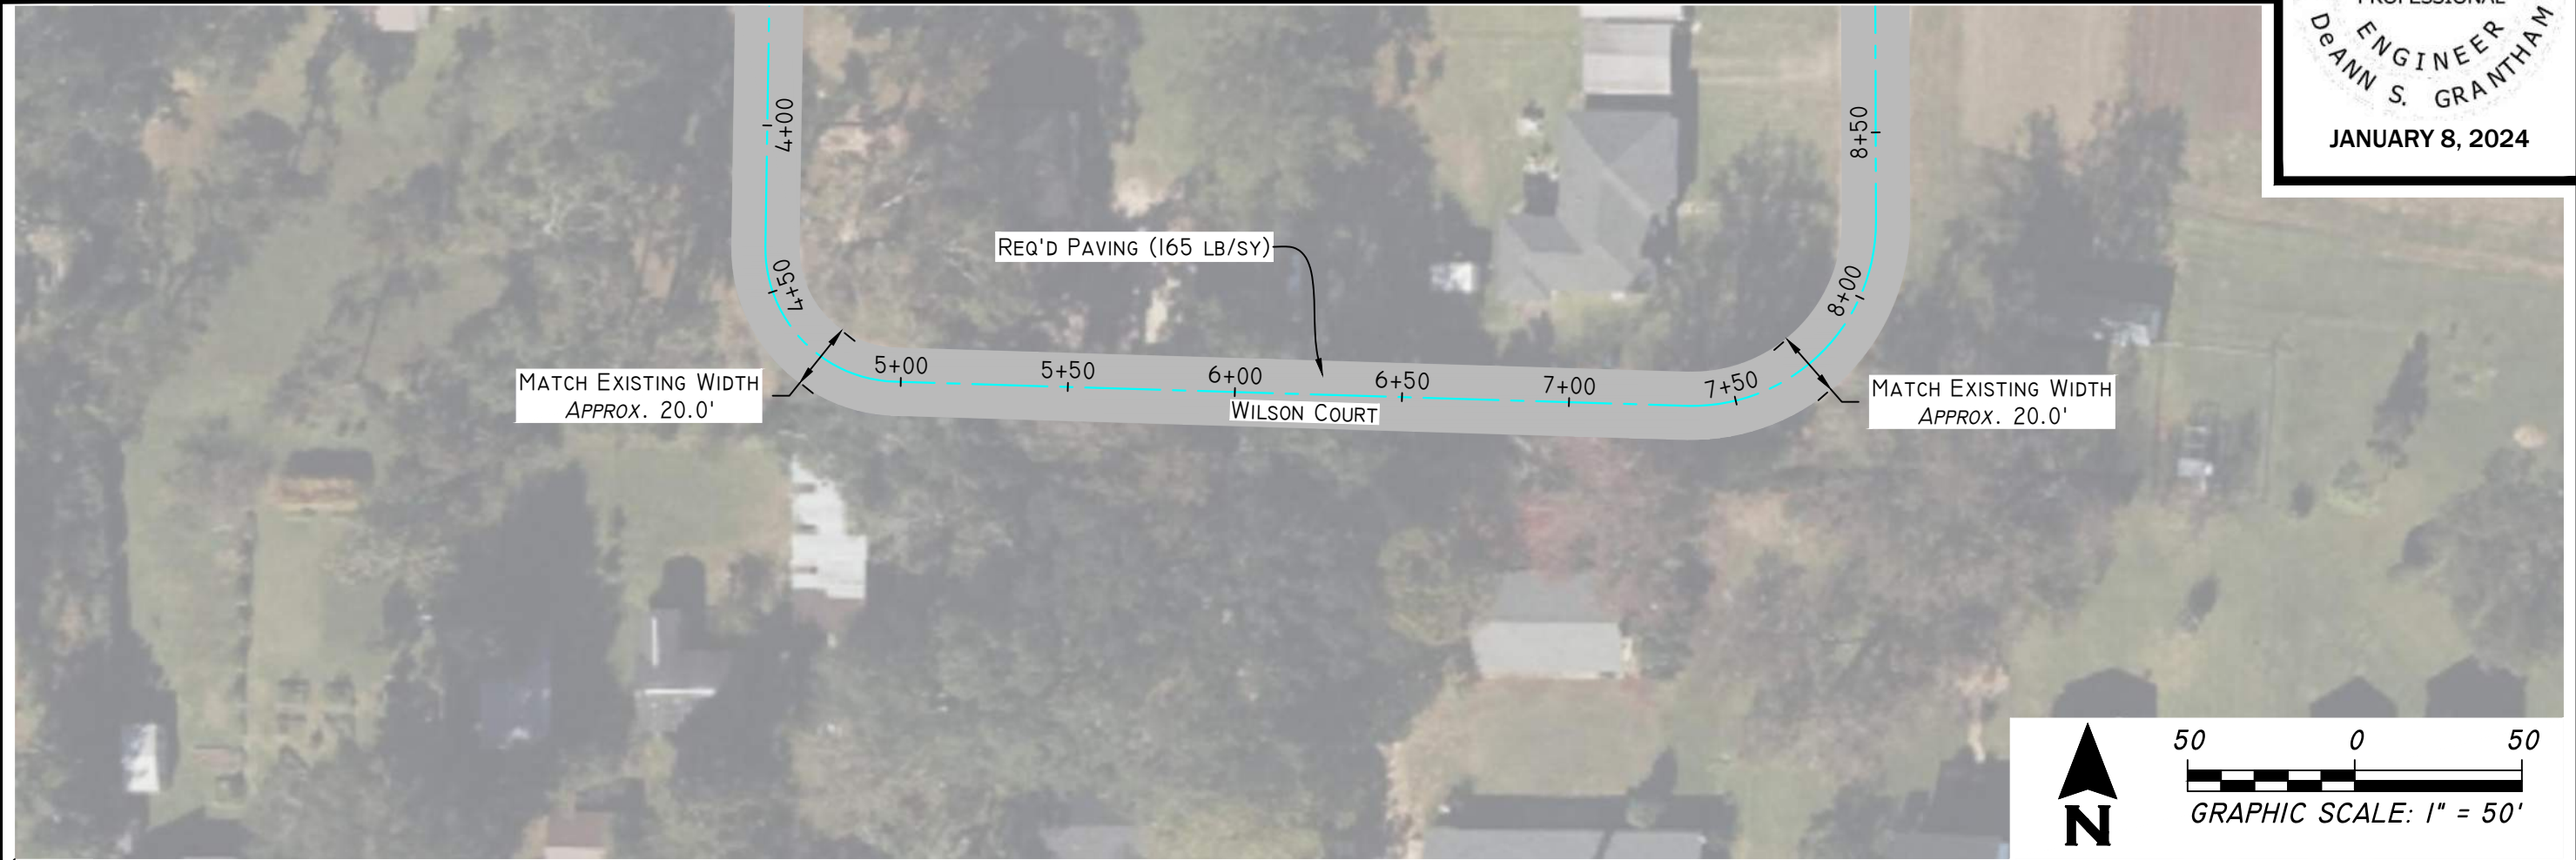 PROFESSIONAL
ENGINEER
DeANN S. GRANTHAM
JANUARY 8, 2024
4+00
8+50
REQ'D PAVING (165 LB/SY)
4+50
8+00
5+00
5+50
6+00
6+50
7+00
7+50
MATCH EXISTING WIDTH
APPROX. 20.0'
WILSON COURT
MATCH EXISTING WIDTH
APPROX. 20.0'
50 0 50
GRAPHIC SCALE: 1" = 50'
N